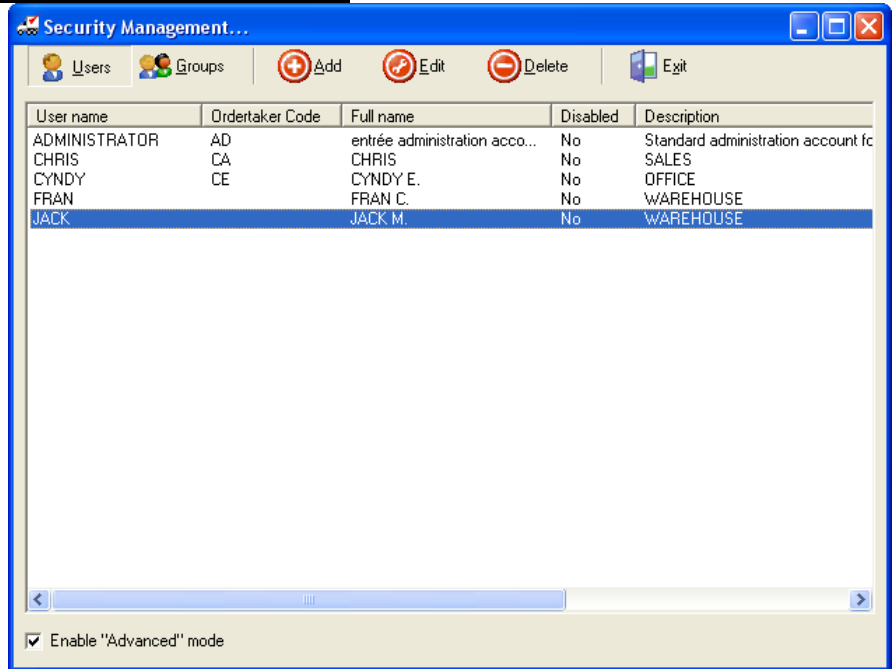 Security Management...
Users Groups Add Edit Delete Exit
User name Ordertaker Code Full name Disabled Description
ADMINISTRATOR AD entrée administration acco... No Standard administration account fo
CHRIS CA CHRIS No SALES
CYNDY CE CYNDY E. No OFFICE
FRAN FRAN C. No WAREHOUSE
JACK JACK M. No WAREHOUSE
Enable "Advanced" mode